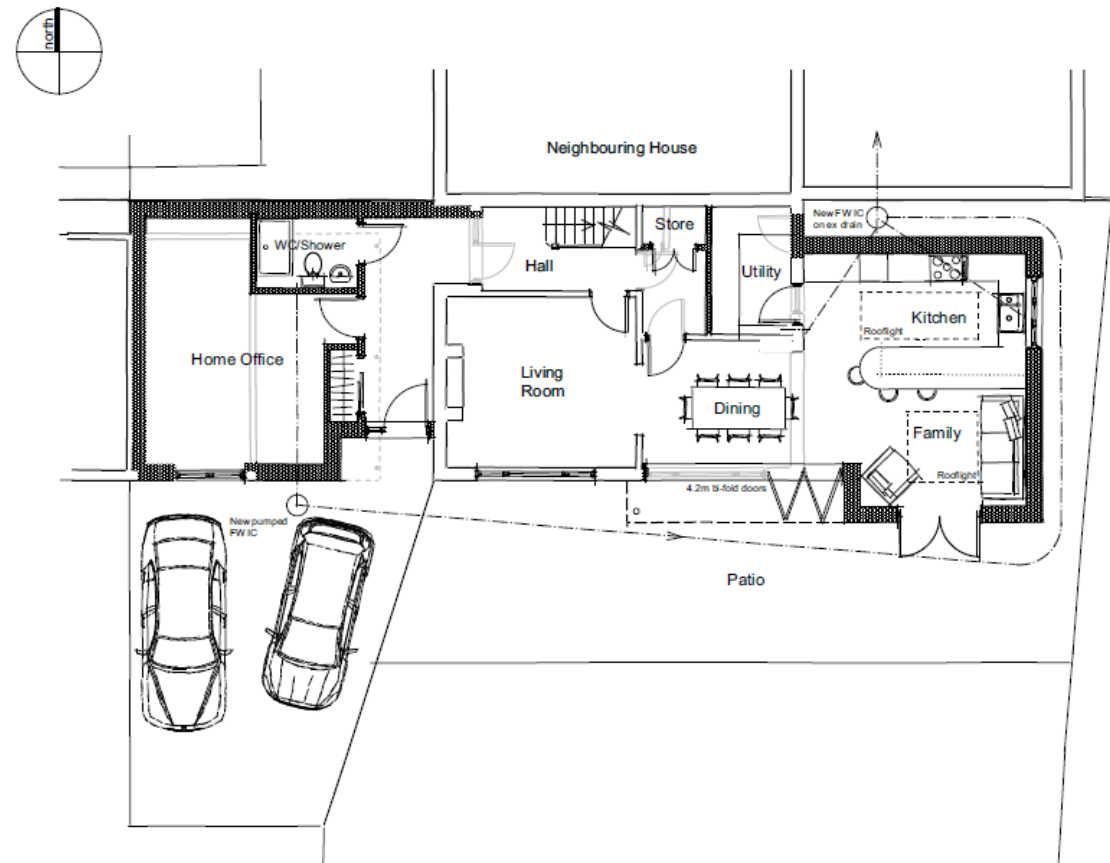 north
Neighbouring House
New FW IC
on ex drain
WC/Shower
Store
Hall
Utility
Kitchen
Rooflight
Home Office
Living
Room
Dining
Family
Rooflight
4.2m bi-fold doors
New pumped
FW IC
Patio